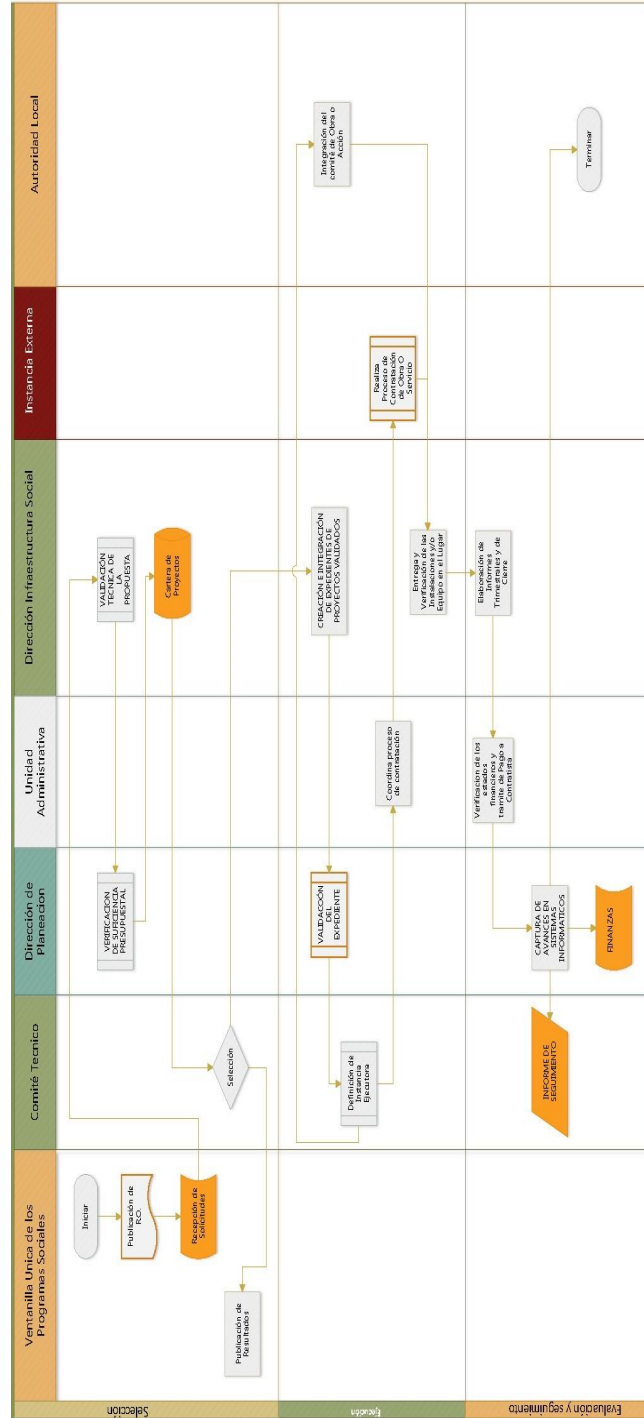 Ventanilla Unica de los
Programas Sociales
Comité Tecnico
Dirección de
Planeacion
Unidad
Administrativa
Dirección Infraestructura Social
Instancia Externa
Autoridad Local
Selección
Iniciar
Publicación de
R.O.
Recepción de
Solicitudes
Publicación de
Resultados
Selección
VERIFICACION
DE SUFICIENCIA
PRESUPUESTAL
VALIDACIÓN
TECNICA DE
LA
PROPUESTA
Cartera de
Proyectos
Ejecución
Definición de
Instancia
Ejecutora
VALIDACCIÓN
DEL
EXPEDIENTE
Coordina proceso
de contratación
CREACIÓN E INTEGRACIÓN
DE EXPEDIENTES DE
PROYECTOS VALIDADOS
Entrega y
Verificación de las
Instalaciones y/o
Equipo en el Lugar
Realiza
Proceso de
Contratación
de Obra O
Servicio
Integración del
comité de Obra o
Acción
Evaluación y seguimiento
INFORME DE
SEGUIMIENTO
CAPTURA DE
AVANCES EN
SISTEMAS
INFORMATICOS
FINANZAS
Verificacion de los
estados
financieros y
tramite de Pago a
Contratista
Elaboración de
Informes
Trimestrales y de
Cierre
Terminar